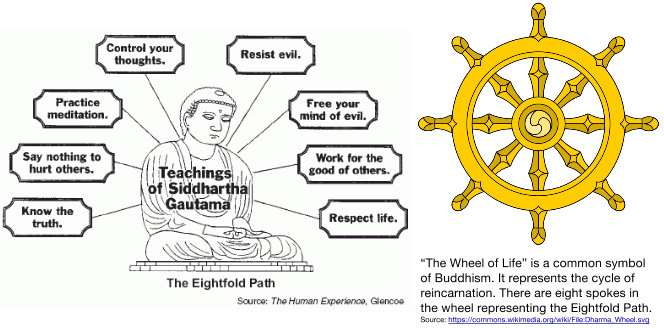 Control your
thoughts.
Resist evil.
Practice
meditation.
Free your
mind of evil.
Say nothing to
hurt others.
Work for the
good of others.
Know the
truth.
Respect life.
Teachings
of Siddhartha
Gautama
The Eightfold Path
Source: The Human Experience, Glencoe
“The Wheel of Life” is a common symbol
of Buddhism. It represents the cycle of
reincarnation. There are eight spokes in
the wheel representing the Eightfold Path.
Source: https://commons.wikimedia.org/wiki/File:Dharma_Wheel.svg